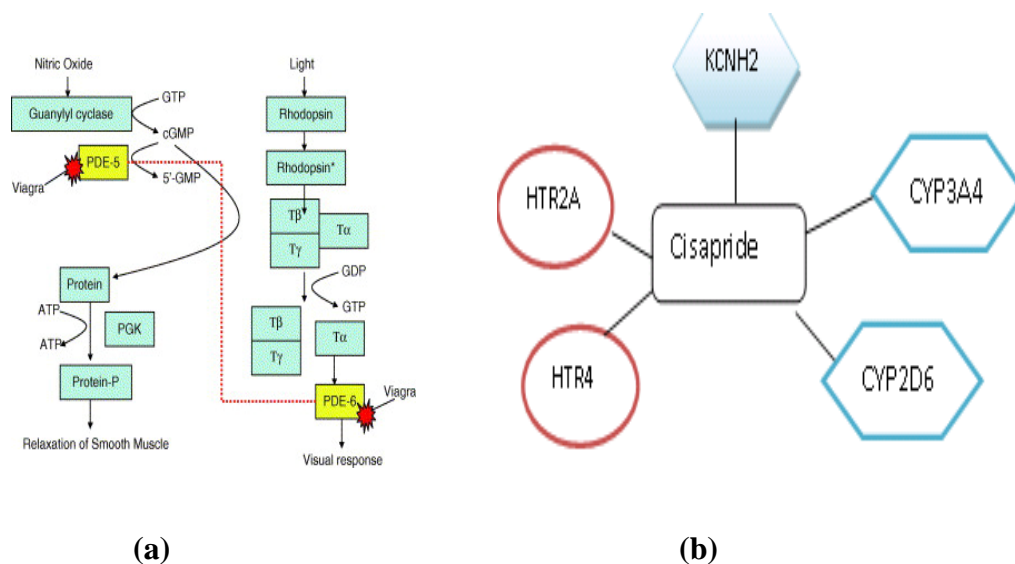 Nitric Oxide
Guanylyl cyclase
GTP
cGMP
PDE-5
5'-GMP
Viagra
Protein
ATP
PGK
ATP
Protein-P
Relaxation of Smooth Muscle
Light
Rhodopsin
Rhodopsin*
Tβ
Tα
Tγ
GDP
GTP
Tβ
Tα
Tγ
Viagra
PDE-6
Visual response
(a)
KCNH2
HTR2A
CYP3A4
Cisapride
HTR4
CYP2D6
(b)